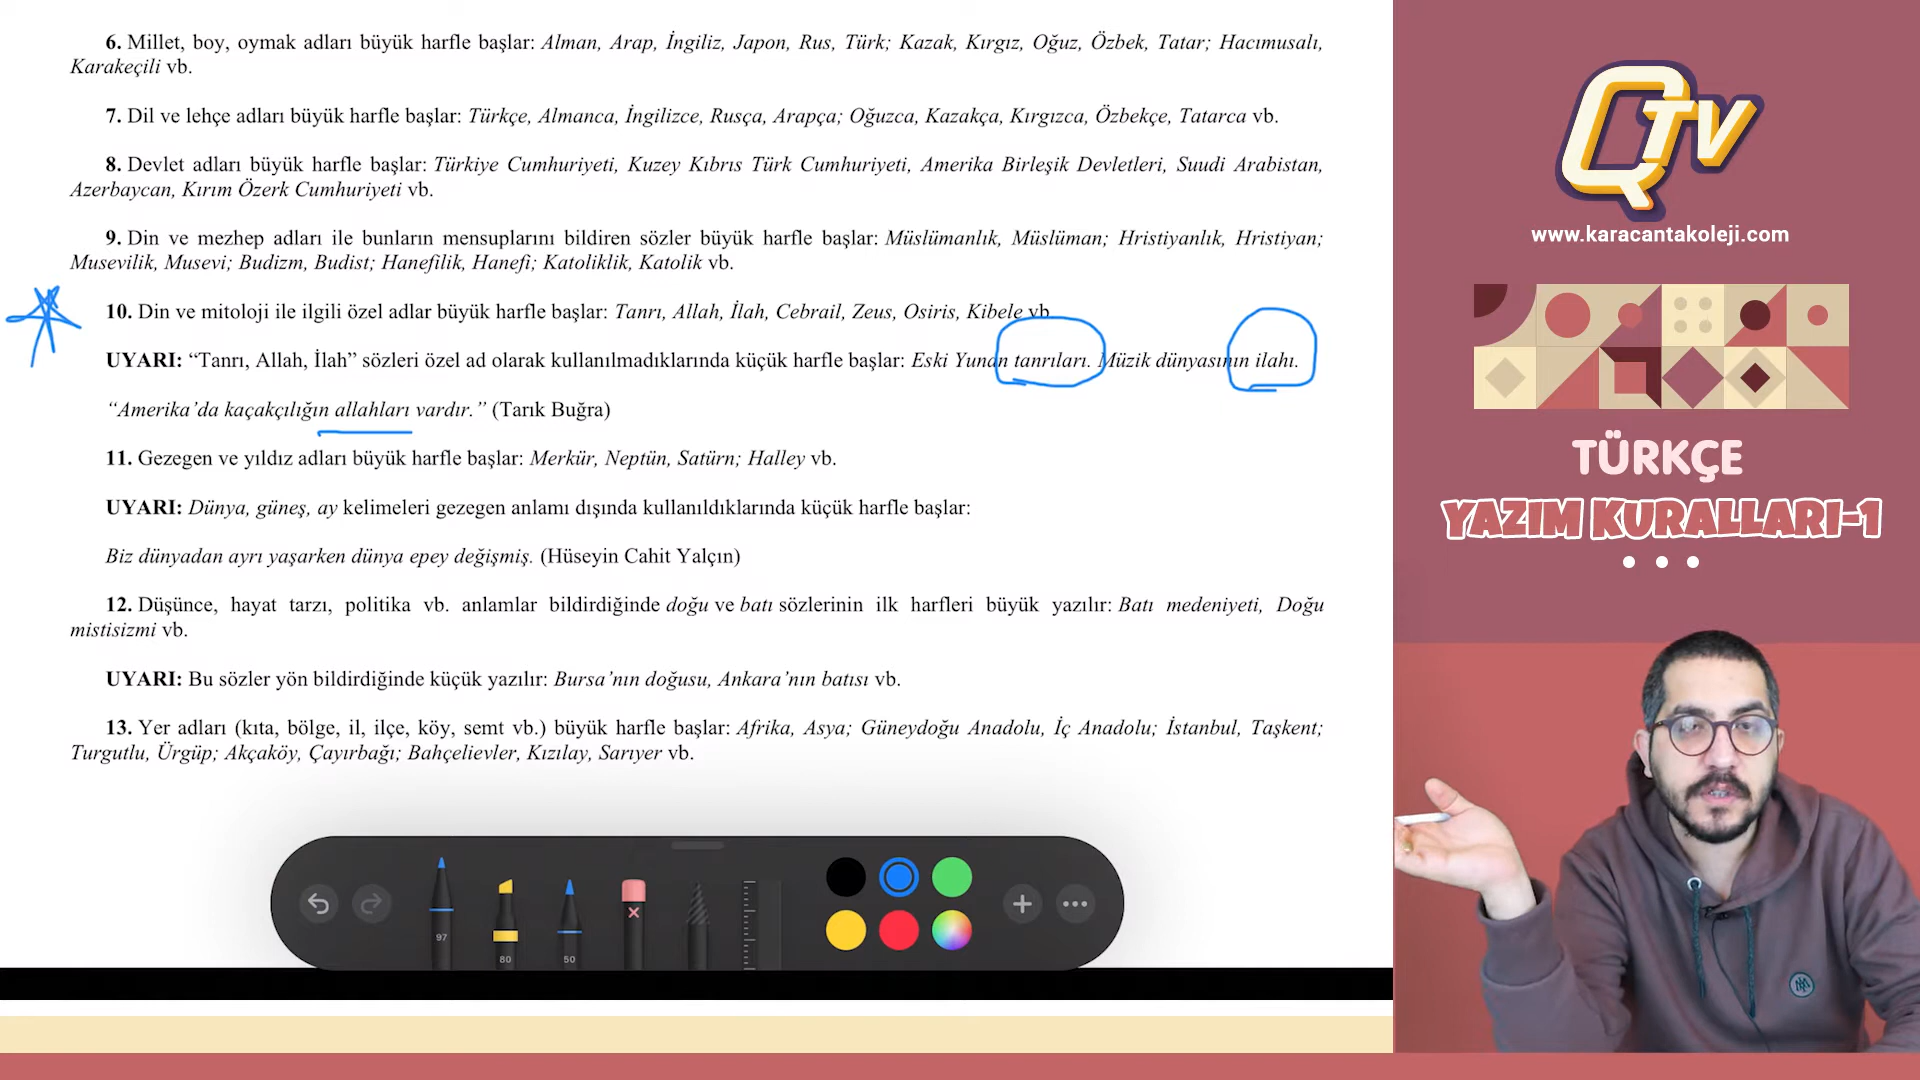 6. Millet, boy, oymak adları büyük harfle başlar: Alman, Arap, İngiliz, Japon, Rus, Türk; Kazak, Kırgız, Oğuz, Özbek, Tatar; Hacımusalı,
Karakeçili vb.
7. Dil ve lehçe adları büyük harfle başlar: Türkçe, Almanca, İngilizce, Rusça, Arapça; Oğuzca, Kazakça, Kırgızca, Özbekçe, Tatarca vb.
8. Devlet adları büyük harfle başlar: Türkiye Cumhuriyeti, Kuzey Kıbrıs Türk Cumhuriyeti, Amerika Birleşik Devletleri, Suudi Arabistan,
Azerbaycan, Kırım Özerk Cumhuriyeti vb.
9. Din ve mezhep adları ile bunların mensuplarını bildiren sözler büyük harfle başlar: Müslümanlık, Müslüman; Hristiyanlık, Hristiyan;
Musevilik, Musevi; Budizm, Budist; Hanefilik, Hanefi; Katoliklik, Katolik vb.
10. Din ve mitoloji ile ilgili özel adlar büyük harfle başlar: Tanrı, Allah, İlah, Cebrail, Zeus, Osiris, Kibele vb.
UYARI: “Tanrı, Allah, İlah” sözleri özel ad olarak kullanılmadıklarında küçük harfle başlar: Eski Yunan tanrıları. Müzik dünyasının ilahı.
“Amerika’da kaçakçılığın allahları vardır.” (Tarık Buğra)
11. Gezegen ve yıldız adları büyük harfle başlar: Merkür, Neptün, Satürn; Halley vb.
UYARI: Dünya, güneş, ay kelimeleri gezegen anlamı dışında kullanıldıklarında küçük harfle başlar:
Biz dünyadan ayrı yaşarken dünya epey değişmiş. (Hüseyin Cahit Yalçın)
12. Düşünce, hayat tarzı, politika vb. anlamlar bildirdiğinde doğu ve batı sözlerinin ilk harfleri büyük yazılır: Batı medeniyeti, Doğu
mistisizmi vb.
UYARI: Bu sözler yön bildirdiğinde küçük yazılır: Bursa’nın doğusu, Ankara’nın batısı vb.
13. Yer adları (kıta, bölge, il, ilçe, köy, semt vb.) büyük harfle başlar: Afrika, Asya; Güneydoğu Anadolu, İç Anadolu; İstanbul, Taşkent;
Turgutlu, Ürgüp; Akçaköy, Çayırbağı; Bahçelievler, Kızılay, Sarıyer vb.
97
80
50
QTV
www.karacantakoleji.com
TÜRKÇE
YAZIM KURALLARI-1